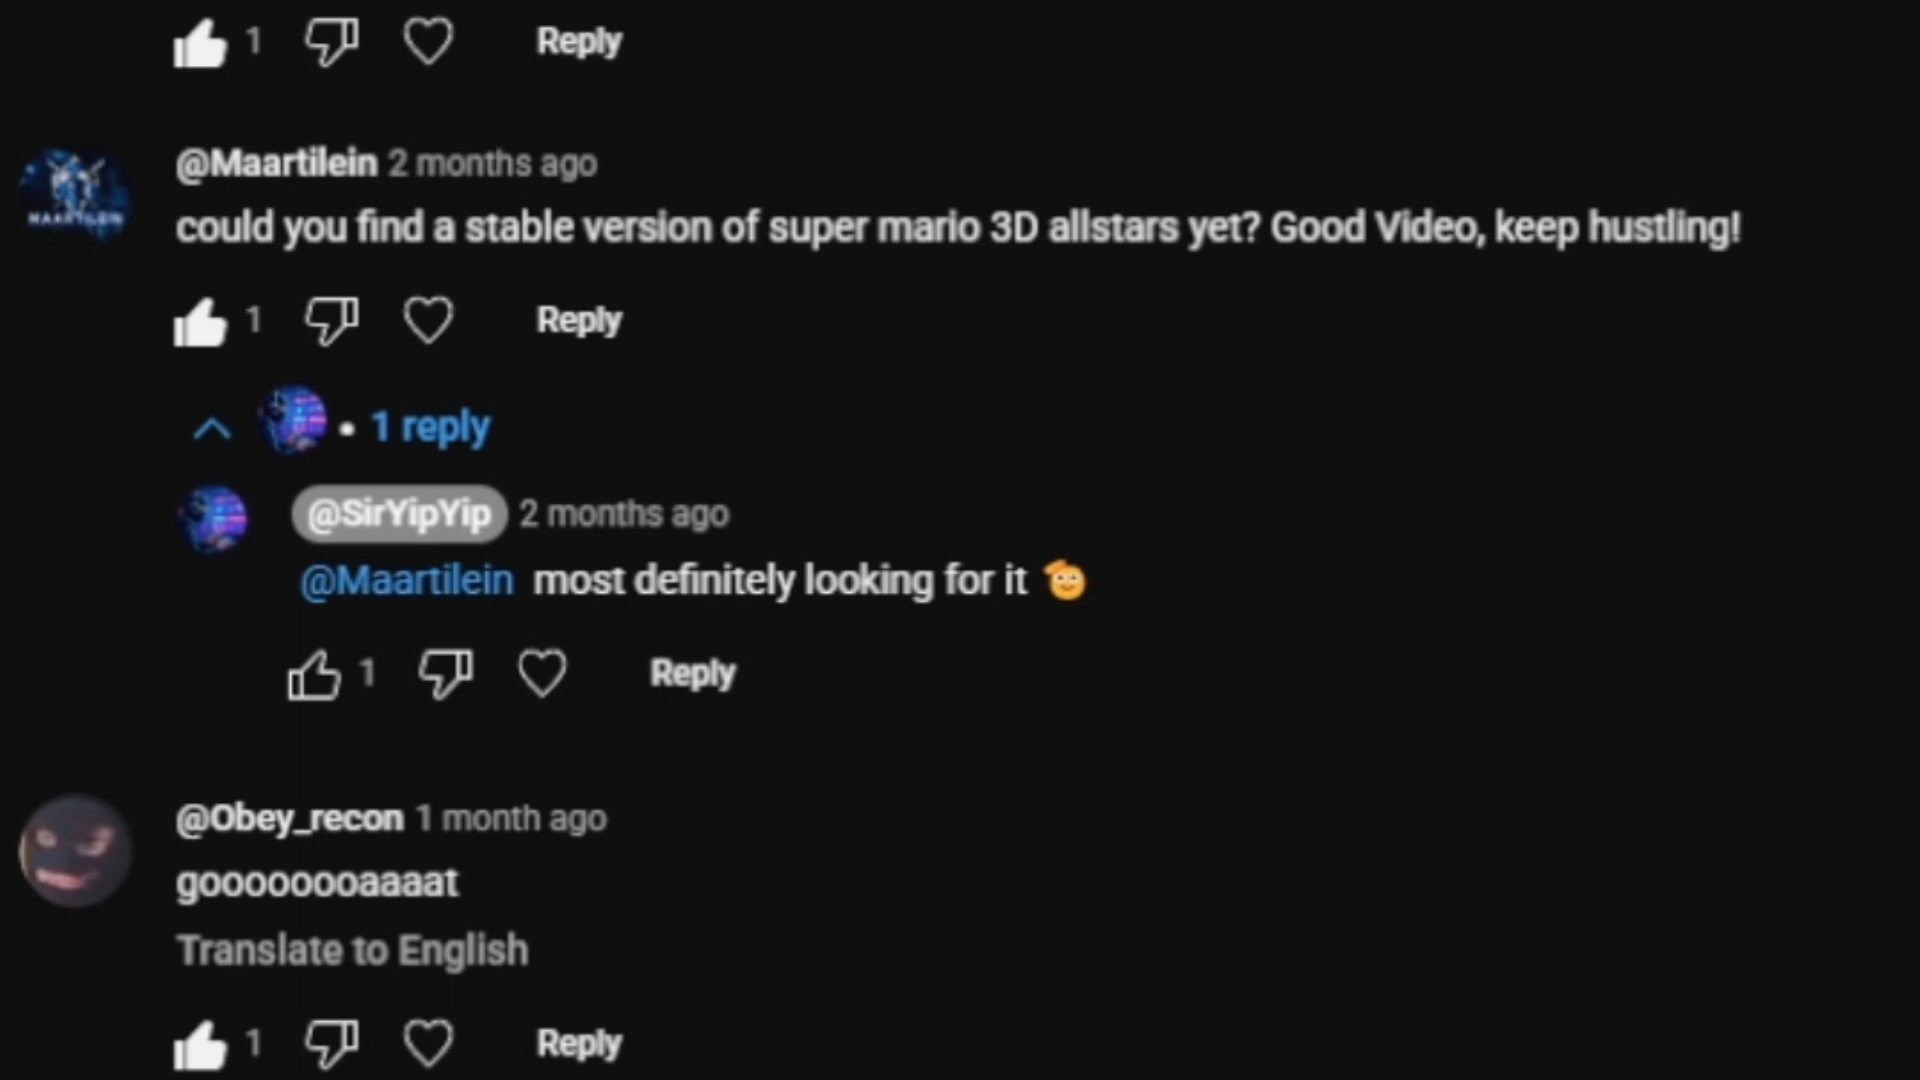 1 Reply
@Maartilein 2 months ago
MAARTILEIN
could you find a stable version of super mario 3D allstars yet? Good Video, keep hustling!
1 Reply
• 1 reply
@SirYipYip 2 months ago
@Maartilein most definitely looking for it 🫡
1 Reply
@Obey_recon 1 month ago
goooooooaaaat
Translate to English
1 Reply